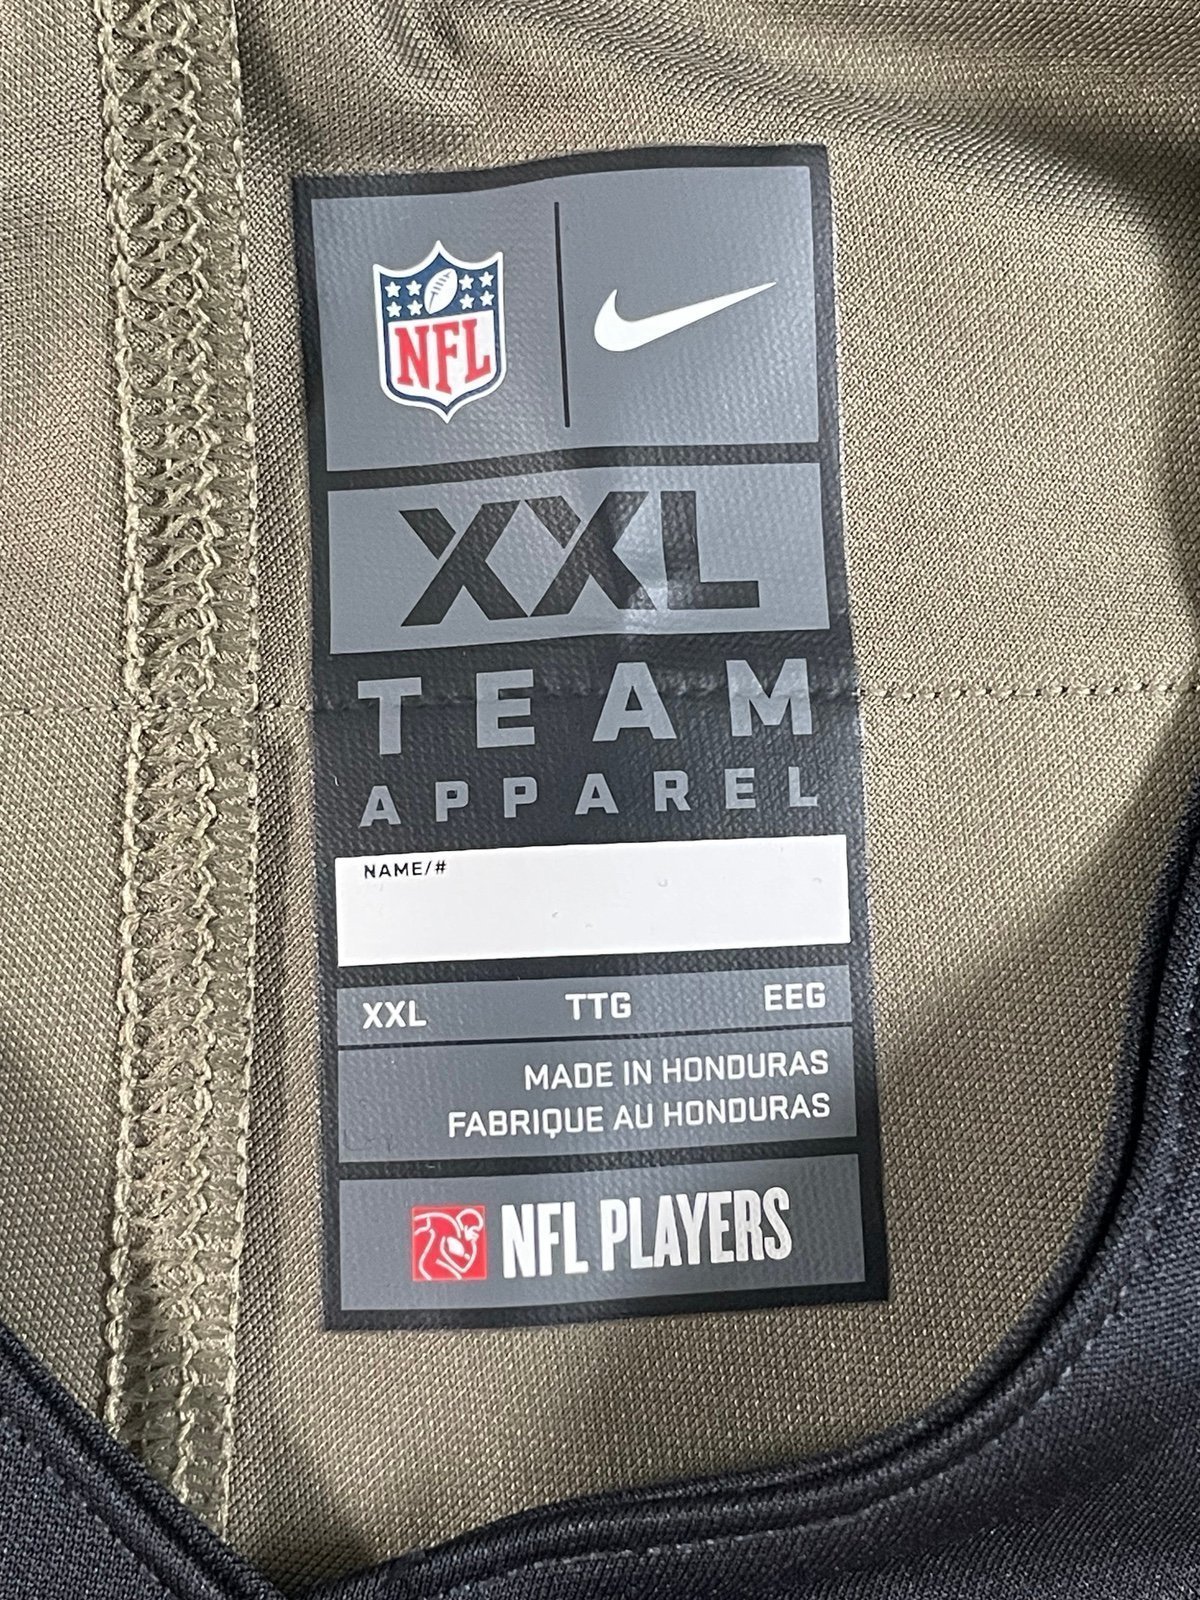 NFL
XXL
TEAM
APPAREL
NAME/#
XXL TTG EEG
MADE IN HONDURAS
FABRIQUE AU HONDURAS
NFL PLAYERS